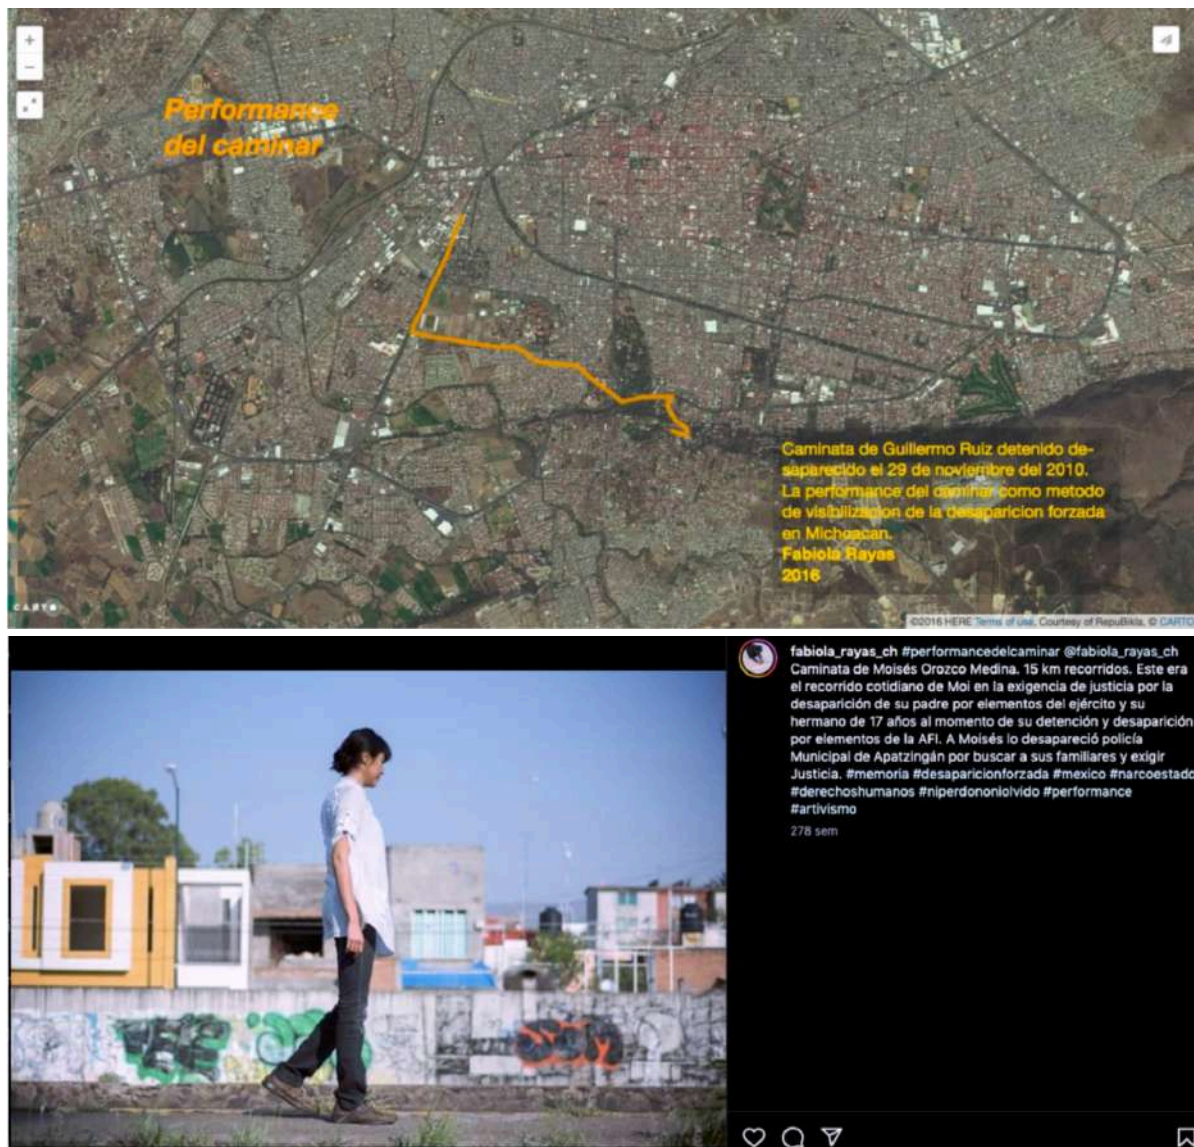 +
−
Performance
del caminar
Caminata de Guillermo Ruiz detenido de-
saparecido el 29 de noviembre del 2010.
La performance del caminar como metodo
de visibilizacion de la desaparicion forzada
en Michoacan.
Fabiola Rayas
2016
CARTO
©2016 HERE Terms of use, Courtesy of RepuBikla, © CARTO
fabiola_rayas_ch #performancedelcaminar @fabiola_rayas_ch
Caminata de Moisés Orozco Medina. 15 km recorridos. Este era
el recorrido cotidiano de Moi en la exigencia de justicia por la
desaparición de su padre por elementos del ejército y su
hermano de 17 años al momento de su detención y desaparición
por elementos de la AFI. A Moisés lo desapareció policía
Municipal de Apatzingán por buscar a sus familiares y exigir
Justicia. #memoria #desaparicionforzada #mexico #narcoestado
#derechoshumanos #niperdononiolvido #performance
#artivismo
278 sem